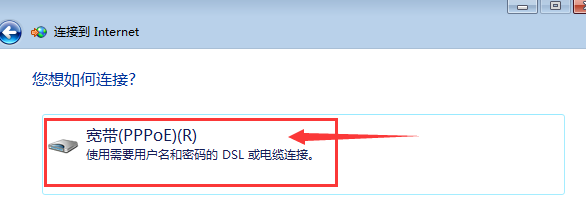 连接到 Internet
您想如何连接?
宽带(PPPoE)(R)
使用需要用户名和密码的 DSL 或电缆连接。